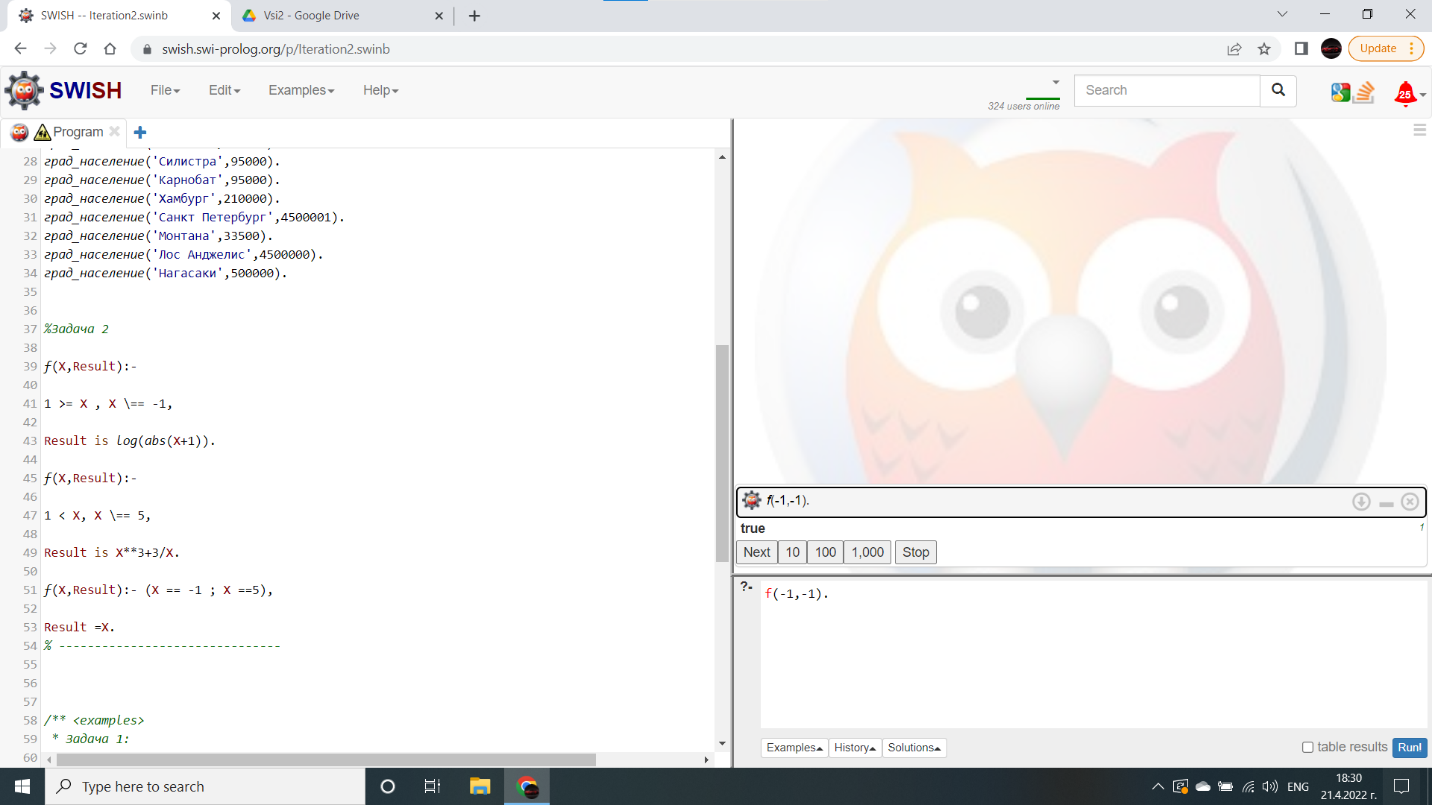 SWISH -- Iteration2.swinb
Vsi2 - Google Drive
swish.swi-prolog.org/p/Iteration2.swinb
Update
SWISH File Edit Examples Help
324 users online
Search
25
Program
28 град_население('Силистра',95000).
29 град_население('Карнобат',95000).
30 град_население('Хамбург',210000).
31 град_население('Санкт Петербург',4500001).
32 град_население('Монтана',33500).
33 град_население('Лос Анджелис',4500000).
34 град_население('Нагасаки',500000).
35
36
37 %Задача 2
38
39 f(X,Result):-
40
41 1 >= X , X \== -1,
42
43 Result is log(abs(X+1)).
44
45 f(X,Result):-
46
47 1 < X, X \== 5,
48
49 Result is X**3+3/X.
50
51 f(X,Result):- (X == -1 ; X ==5),
52
53 Result =X.
54 % ------------------------------
55
56
57
58 /** <examples>
59 * Задача 1:
60
f(-1,-1).
true
1
Next 10 100 1,000 Stop
?- f(-1,-1).
Examples History Solutions
table results Run!
Type here to search
ENG
18:30
21.4.2022 г.